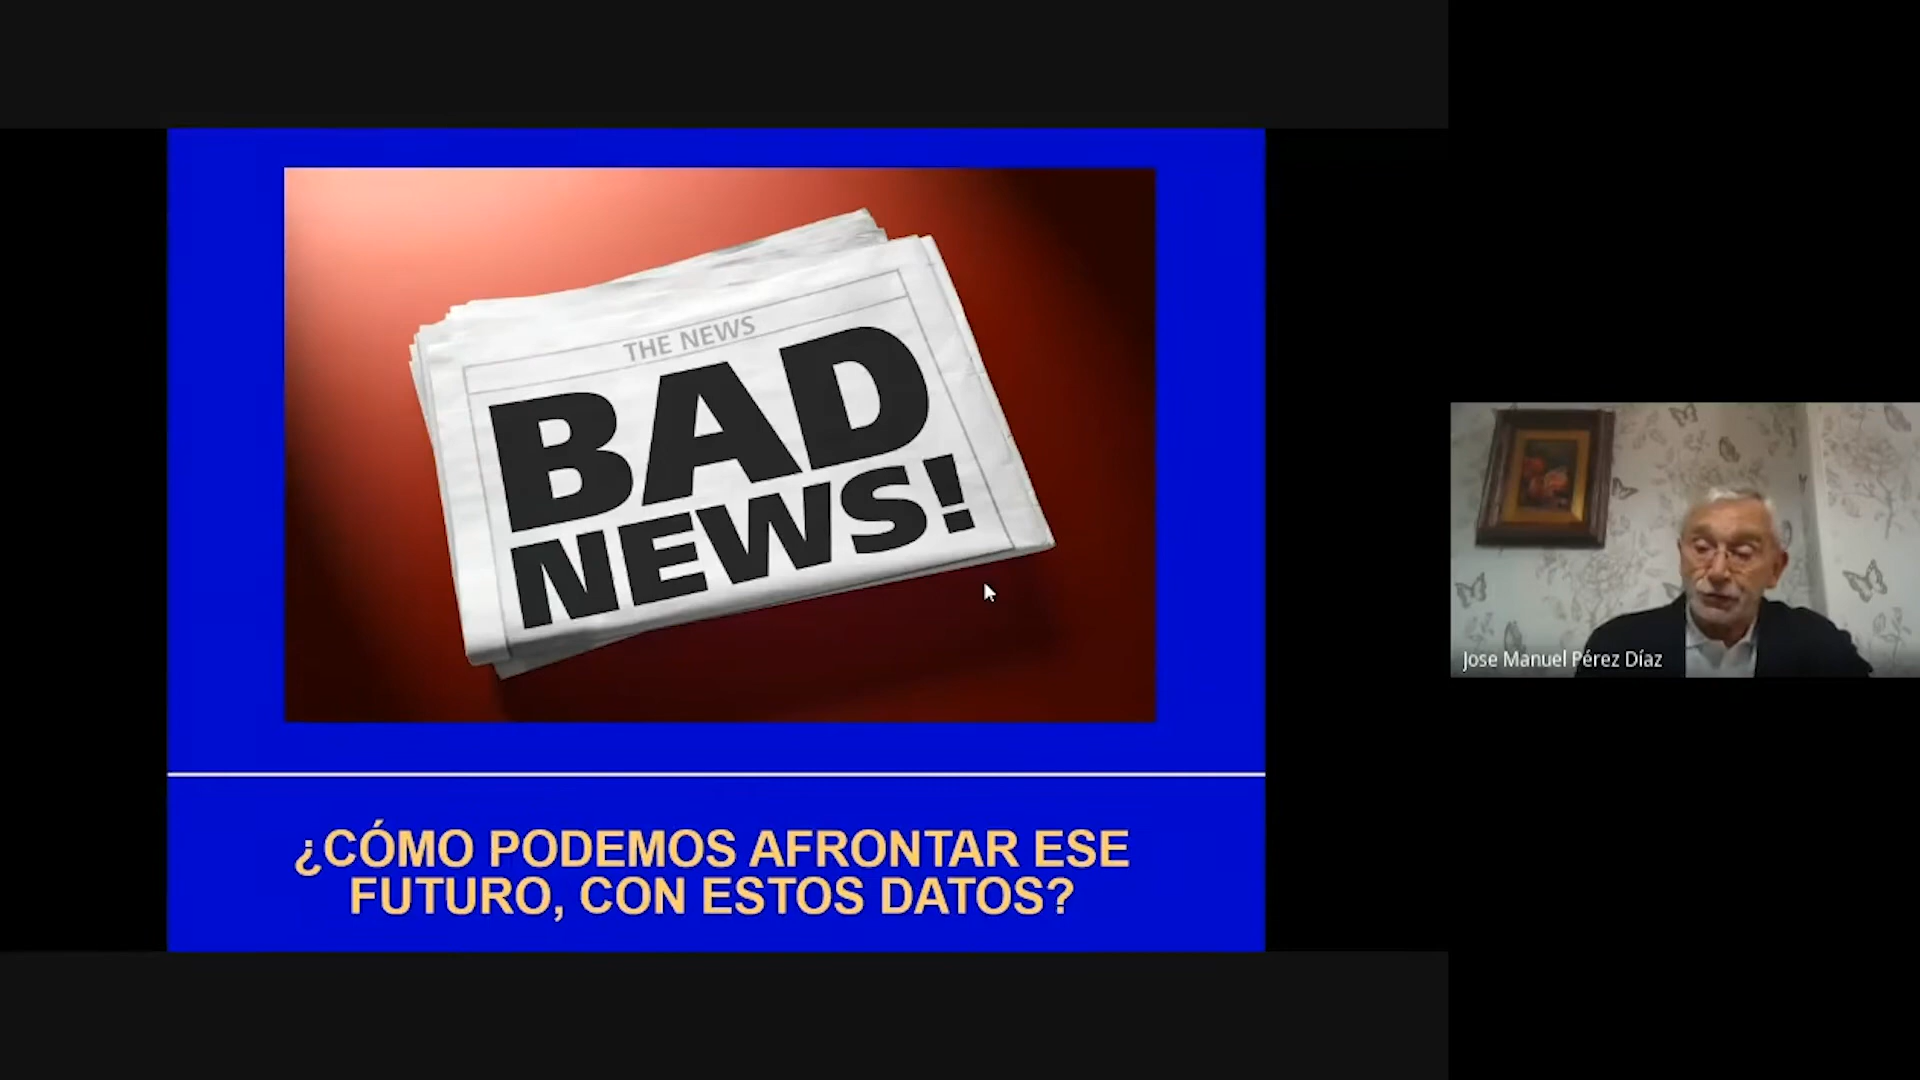 THE NEWS
BAD
NEWS!
¿CÓMO PODEMOS AFRONTAR ESE
FUTURO, CON ESTOS DATOS?
Jose Manuel Pérez Díaz